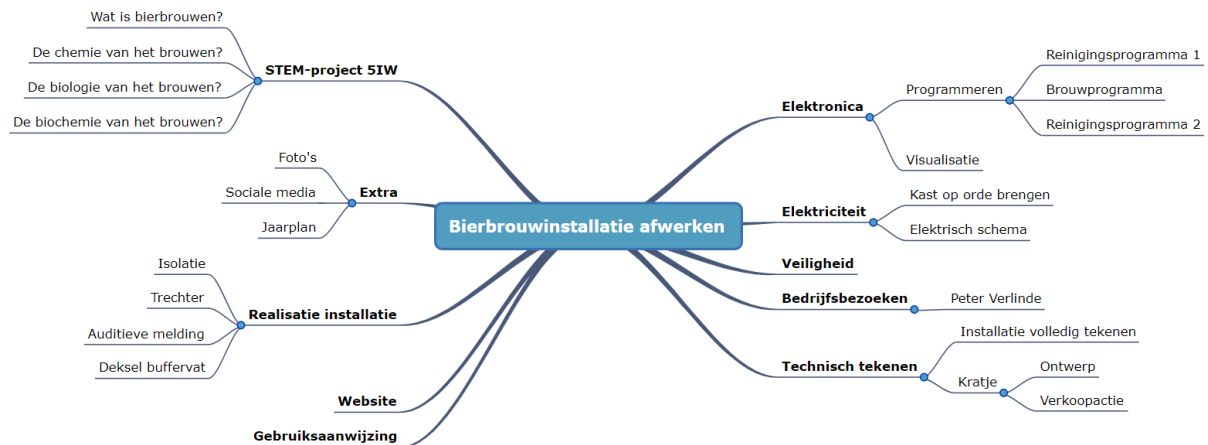 Bierbrouwinstallatie afwerken
STEM-project 5IW
Wat is bierbrouwen?
De chemie van het brouwen?
De biologie van het brouwen?
De biochemie van het brouwen?
Extra
Foto's
Sociale media
Jaarplan
Realisatie installatie
Isolatie
Trechter
Auditieve melding
Deksel buffervat
Website
Gebruiksaanwijzing
Elektronica
Programmeren
Reinigingsprogramma 1
Brouwprogramma
Reinigingsprogramma 2
Visualisatie
Elektriciteit
Kast op orde brengen
Elektrisch schema
Veiligheid
Bedrijfsbezoeken
Peter Verlinde
Technisch tekenen
Installatie volledig tekenen
Kratje
Ontwerp
Verkoopactie